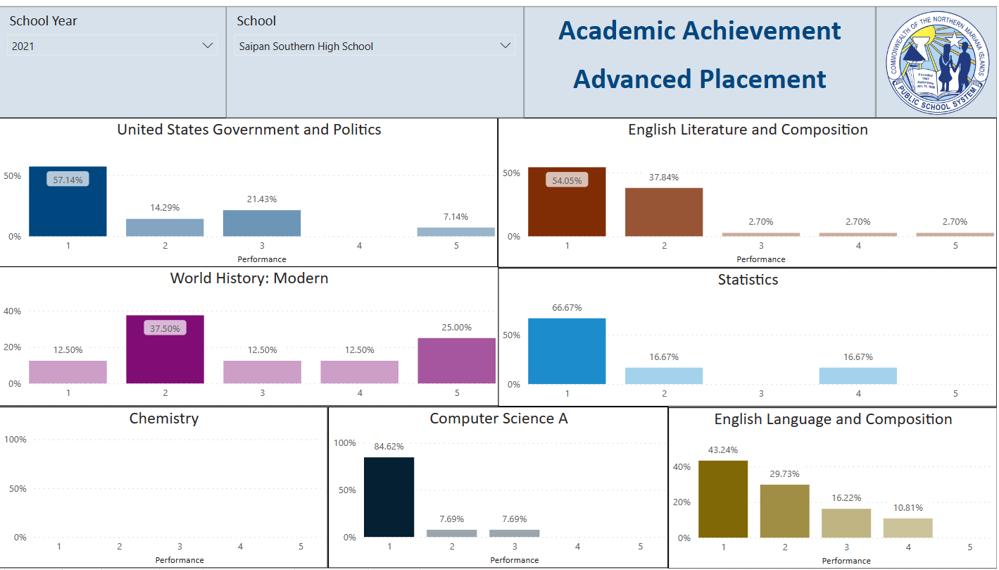 School Year
2021
School
Saipan Southern High School
Academic Achievement
Advanced Placement
COMMONWEALTH OF THE NORTHERN MARIANA ISLANDS
Founded
1947
Autonomy
Jan. 11, 1988
PUBLIC SCHOOL SYSTEM
United States Government and Politics
50%
0%
57.14%
14.29%
21.43%
7.14%
1 2 3 4 5
Performance
English Literature and Composition
50%
0%
54.05%
37.84%
2.70%
2.70%
2.70%
1 2 3 4 5
Performance
World History: Modern
40%
20%
0%
12.50%
37.50%
12.50%
12.50%
25.00%
1 2 3 4 5
Statistics
50%
0%
66.67%
16.67%
16.67%
1 2 3 4 5
Chemistry
100%
50%
0%
1 2 3 4 5
Performance
Computer Science A
100%
50%
0%
84.62%
7.69%
7.69%
1 2 3 4 5
Performance
English Language and Composition
40%
20%
0%
43.24%
29.73%
16.22%
10.81%
1 2 3 4 5
Performance